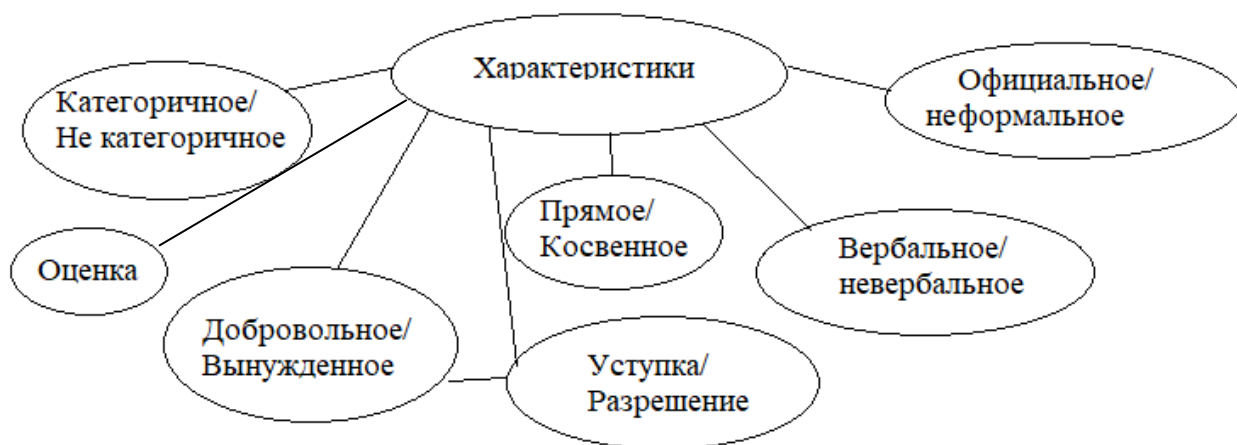 Характеристики
Официальное/
неформальное
Категоричное/
Не категоричное
Прямое/
Косвенное
Вербальное/
невербальное
Оценка
Добровольное/
Вынужденное
Уступка/
Разрешение